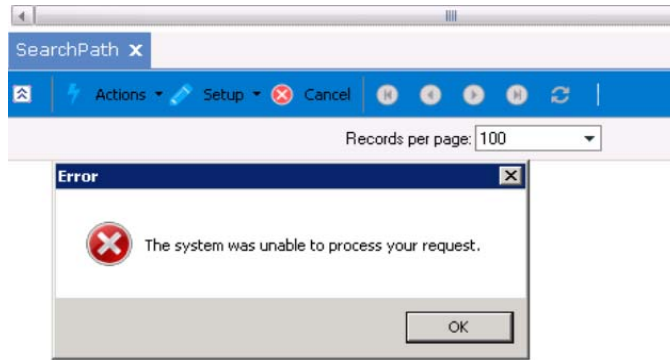 SearchPath
Actions Setup Cancel
Records per page: 100
Error
The system was unable to process your request.
OK